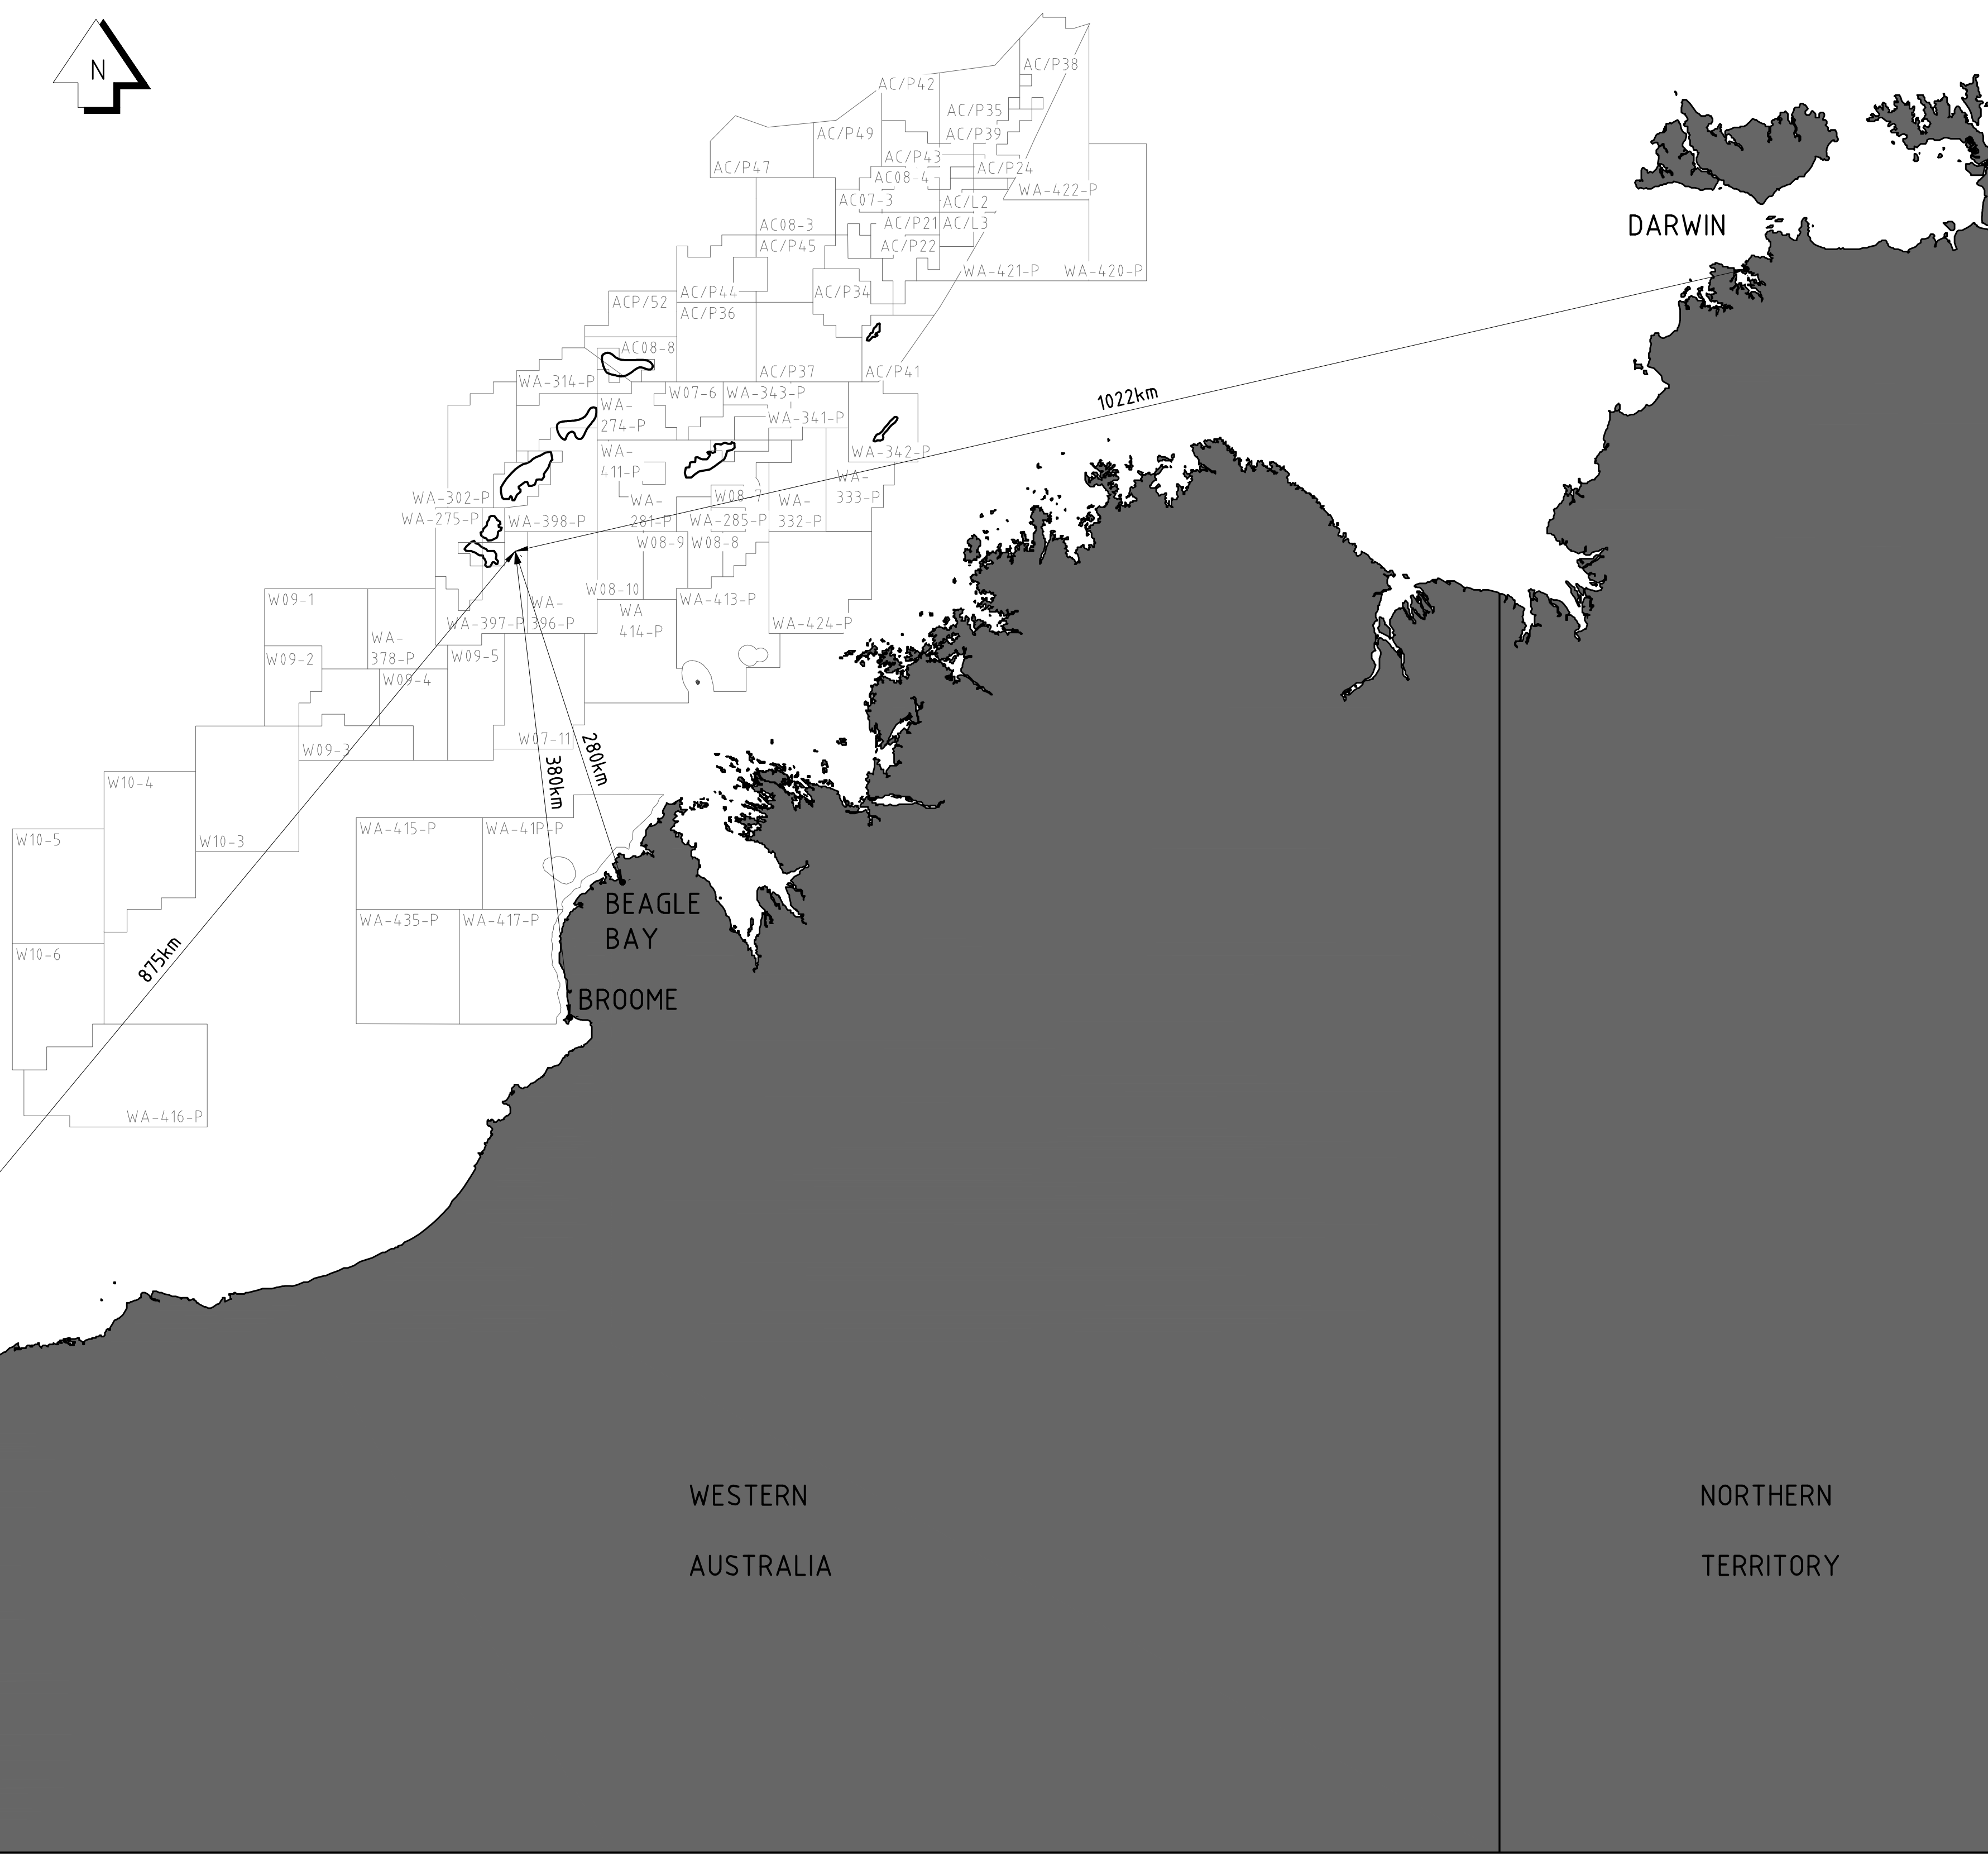 N
AC/P38
AC/P42
AC/P35
AC/P49
AC/P39
AC/P43
AC/P47
AC/P24
AC08-4
WA-422-P
AC07-3
AC/L2
DARWIN
AC08-3
AC/P21
AC/L3
AC/P45
AC/P22
WA-421-P
WA-420-P
AC/P44
AC/P34
ACP/52
AC/P36
AC08-8
AC/P37
AC/P41
WA-314-P
W07-6
WA-343-P
1022km
WA-
274-P
WA-341-P
WA-
411-P
WA-342-P
WA-
333-P
WA-302-P
W08-7
WA-
281-P
WA-
332-P
WA-275-P
WA-398-P
WA-285-P
W08-9
W08-8
W08-10
W09-1
WA-
396-P
WA
414-P
WA-413-P
WA-397-P
WA-424-P
WA-
378-P
W09-2
W09-5
W09-4
W07-11
W09-3
280km
380km
W10-4
WA-415-P
WA-41P-P
W10-5
W10-3
BEAGLE
BAY
WA-435-P
WA-417-P
875km
W10-6
BROOME
WA-416-P
WESTERN
AUSTRALIA
NORTHERN
TERRITORY